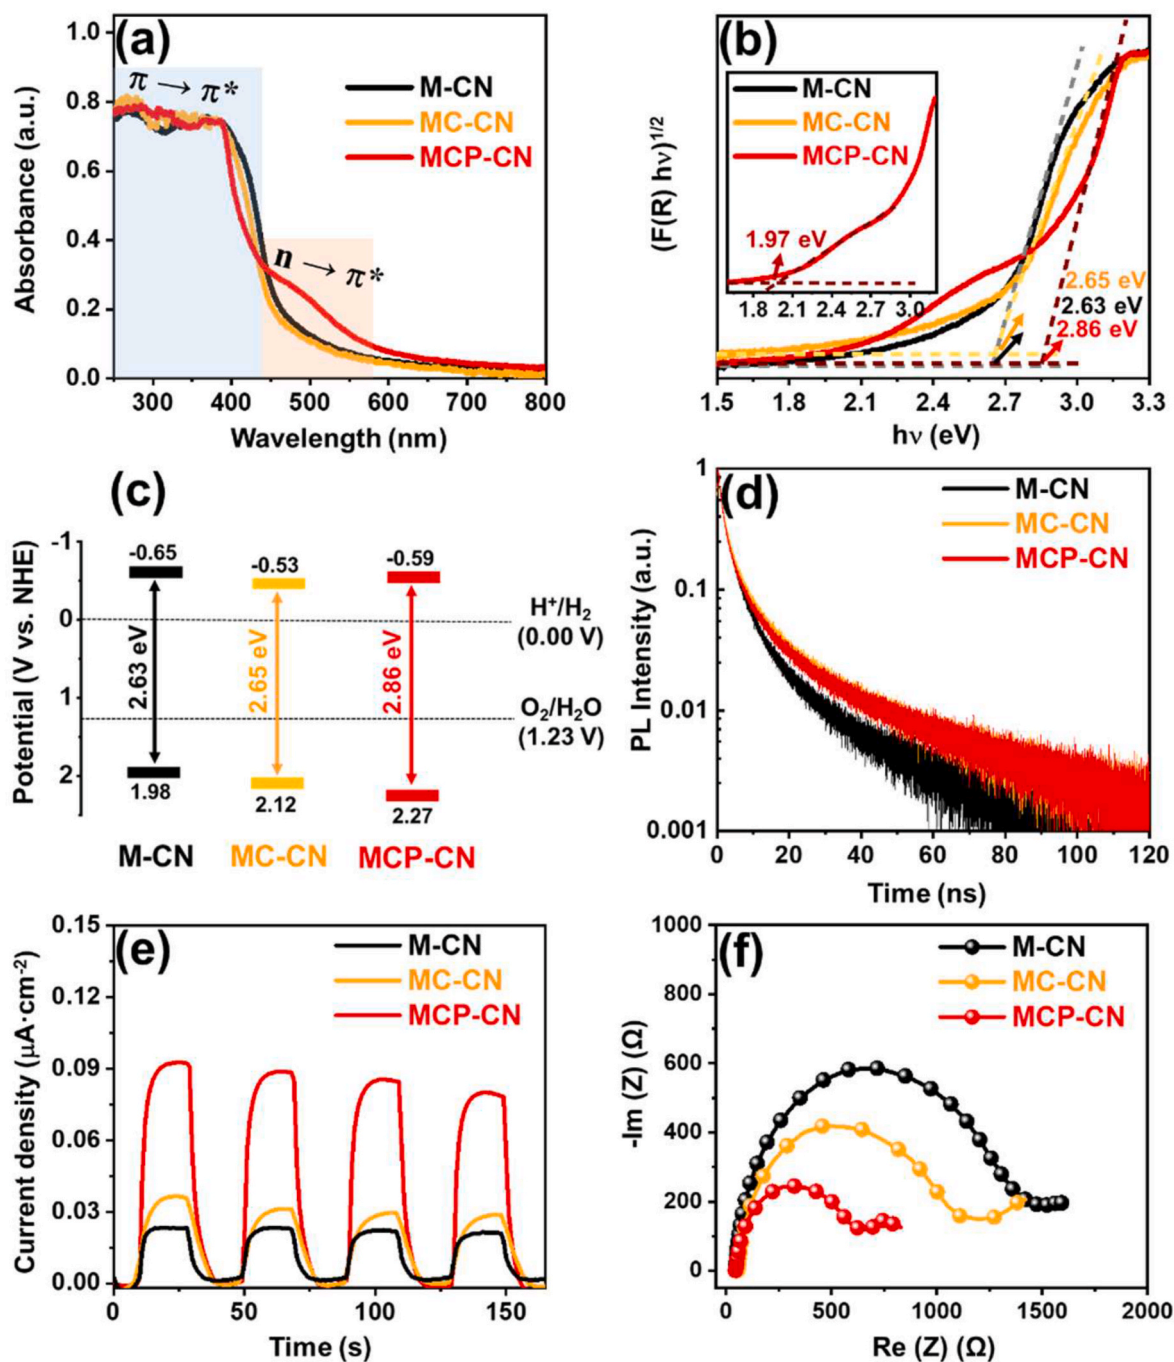 (a)
π → π*
n → π*
M-CN
MC-CN
MCP-CN
Absorbance (a.u.)
1.0
0.8
0.6
0.4
0.2
0.0
300 400 500 600 700 800
Wavelength (nm)
(b)
M-CN
MC-CN
MCP-CN
(F(R) hν)^1/2
1.97 eV
1.8 2.1 2.4 2.7 3.0
2.65 eV
2.63 eV
2.86 eV
1.5 1.8 2.1 2.4 2.7 3.0 3.3
hν (eV)
(c)
Potential (V vs. NHE)
-1
0
1
2
-0.65 -0.53 -0.59
2.63 eV 2.65 eV 2.86 eV
1.98 2.12 2.27
H⁺/H₂
(0.00 V)
O₂/H₂O
(1.23 V)
M-CN MC-CN MCP-CN
(d)
M-CN
MC-CN
MCP-CN
PL Intensity (a.u.)
1
0.1
0.01
0.001
0 20 40 60 80 100 120
Time (ns)
(e)
M-CN
MC-CN
MCP-CN
Current density (μA·cm⁻²)
0.15
0.12
0.09
0.06
0.03
0.00
0 50 100 150
Time (s)
(f)
M-CN
MC-CN
MCP-CN
-Im (Z) (Ω)
1000
800
600
400
200
0
0 500 1000 1500 2000
Re (Z) (Ω)